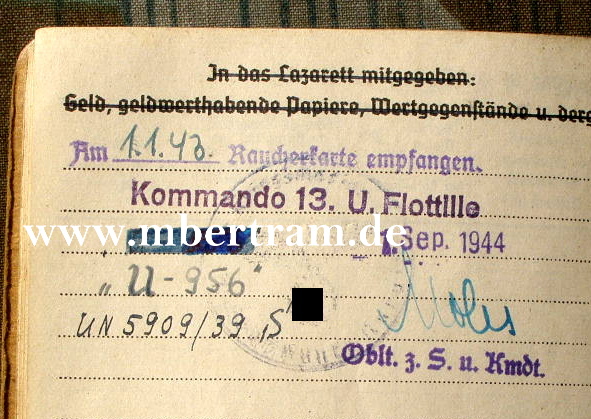 In das Lazarett mitgegeben:
Geld, geldwerthabende Papiere, Wertgegenstände u. derg
Am 1.1.43. Raucherkarte empfangen.
Kommando 13. U. Flottille
www.mbertram.de
1. Sep. 1944
„U-956“
UN 5909/39 „S“
Oblt. z. S. u. Kmdt.